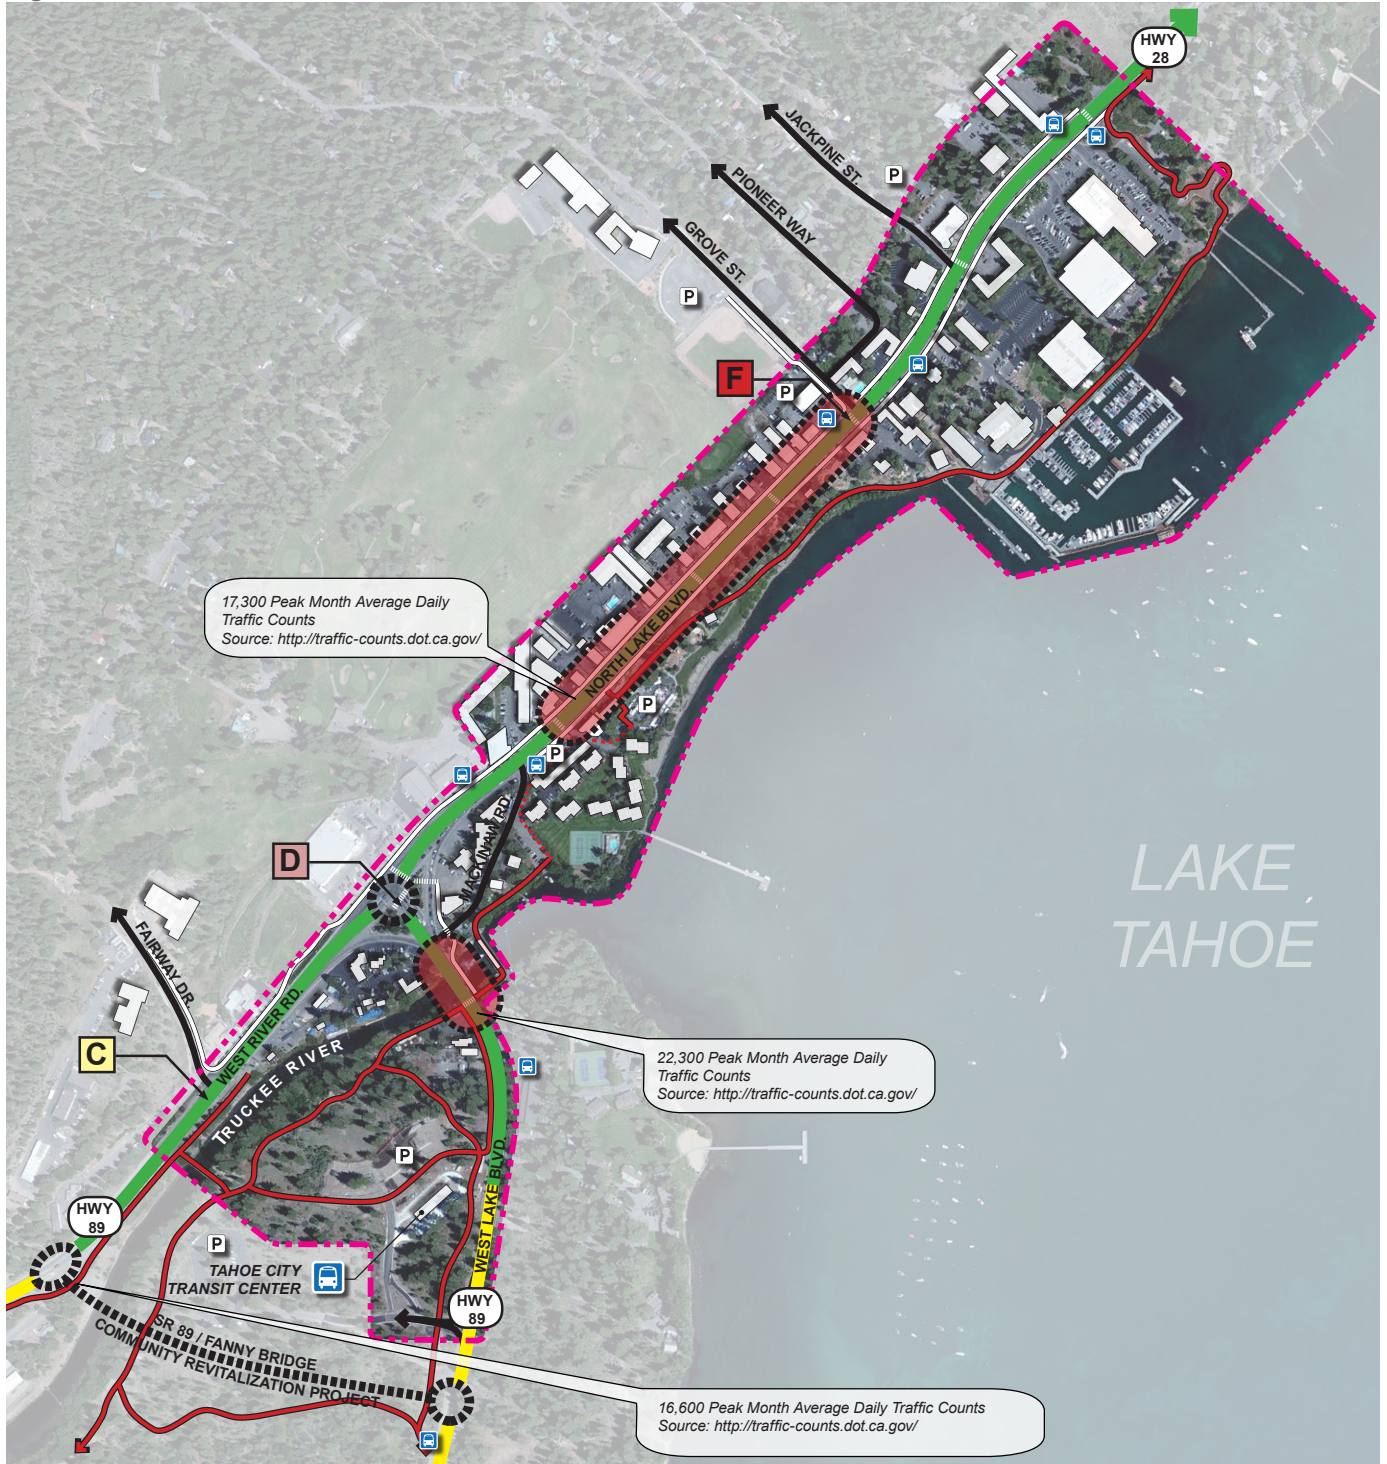 HWY
28
JACKPINE ST.
P
PIONEER WAY
GROVE ST.
P
F
P
17,300 Peak Month Average Daily
Traffic Counts
Source: http://traffic-counts.dot.ca.gov/
NORTH LAKE BLVD.
P
P
MACKINAW RD.
D
LAKE
TAHOE
FAIRWAY DR.
WEST RIVER RD.
C
TRUCKEE RIVER
22,300 Peak Month Average Daily
Traffic Counts
Source: http://traffic-counts.dot.ca.gov/
P
WEST LAKE BLVD.
HWY
89
P
TAHOE CITY
TRANSIT CENTER
HWY
89
SR 89 / FANNY BRIDGE
COMMUNITY REVITALIZATION PROJECT
16,600 Peak Month Average Daily Traffic Counts
Source: http://traffic-counts.dot.ca.gov/